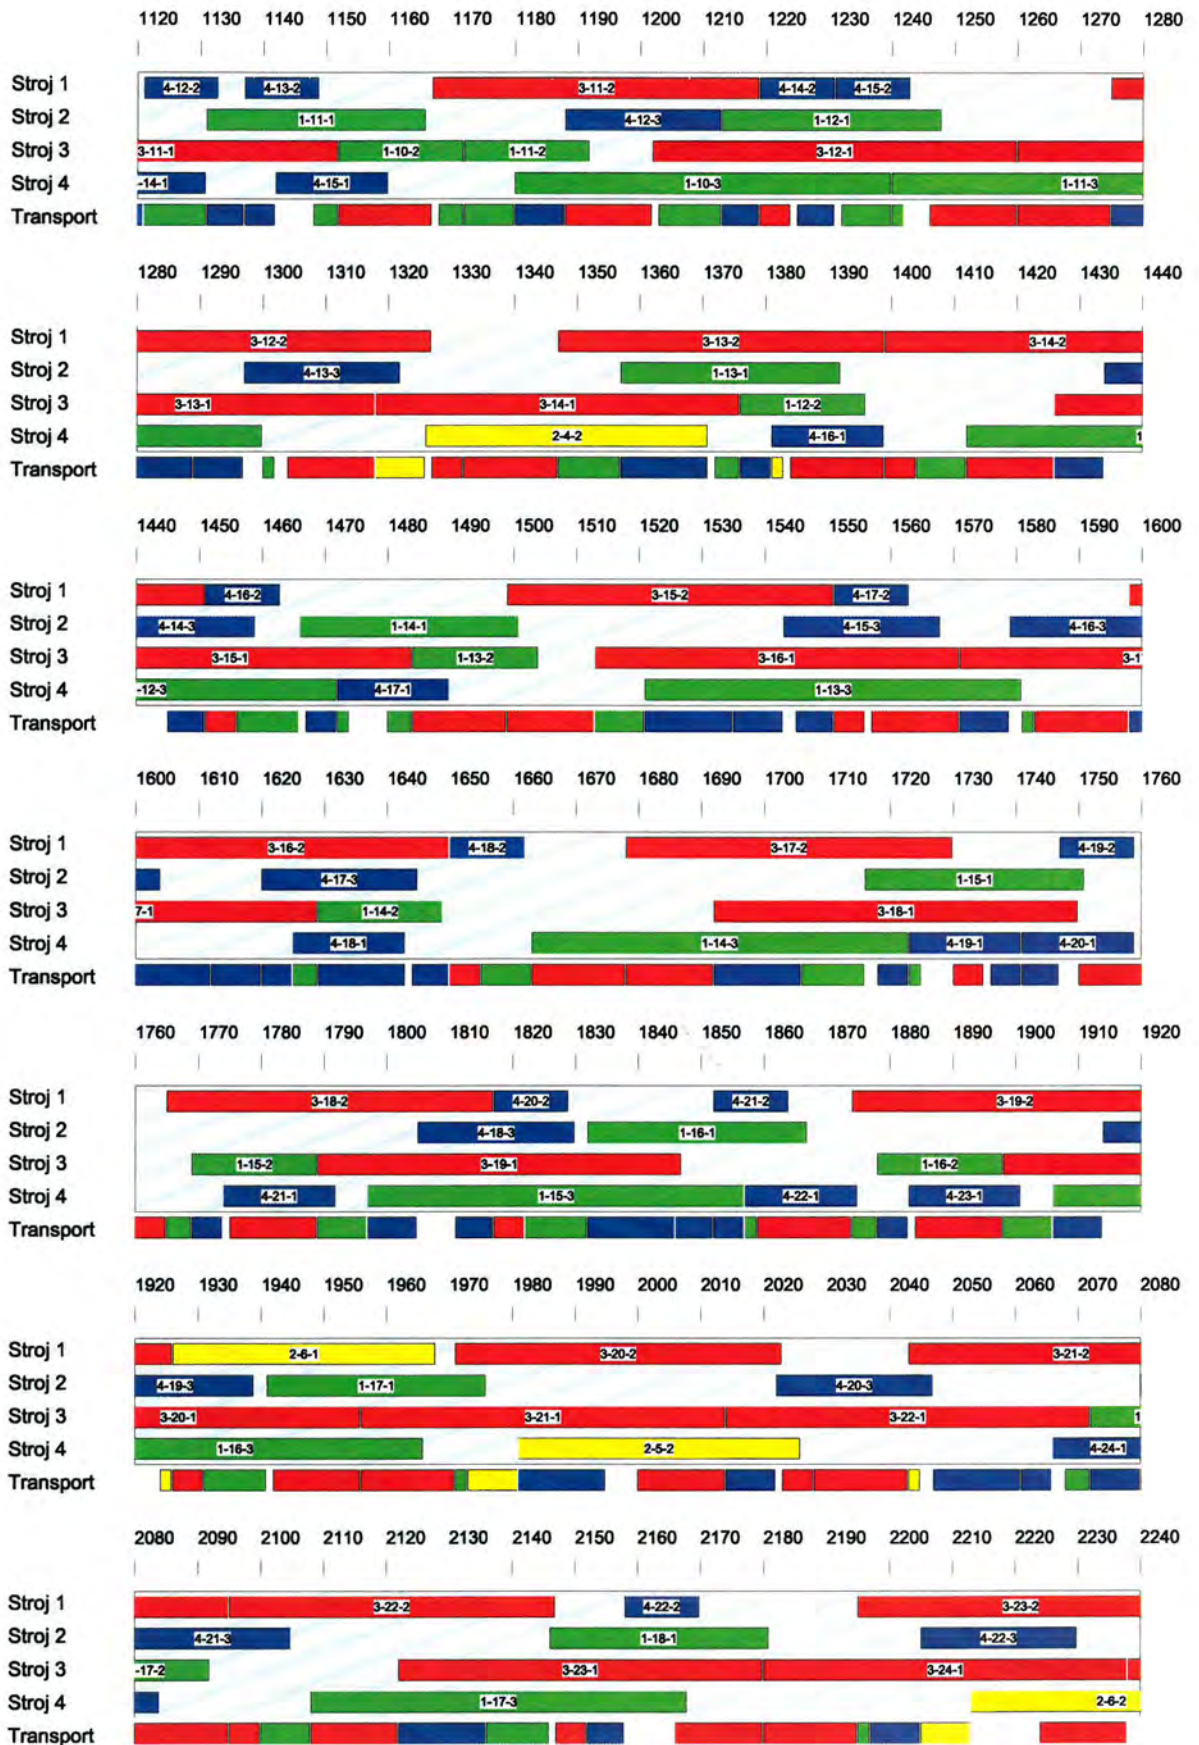 1120 1130 1140 1150 1160 1170 1180 1190 1200 1210 1220 1230 1240 1250 1260 1270 1280
Stroj 1 4-12-2 4-13-2 3-11-2 4-14-2 4-15-2
Stroj 2 1-11-1 4-12-3 1-12-1
Stroj 3 3-11-1 1-10-2 1-11-2 3-12-1
Stroj 4 -14-1 4-15-1 1-10-3 1-11-3
Transport
1280 1290 1300 1310 1320 1330 1340 1350 1360 1370 1380 1390 1400 1410 1420 1430 1440
Stroj 1 3-12-2 3-13-2 3-14-2
Stroj 2 4-13-3 1-13-1
Stroj 3 3-13-1 3-14-1 1-12-2
Stroj 4 2-4-2 4-16-1 1
Transport
1440 1450 1460 1470 1480 1490 1500 1510 1520 1530 1540 1550 1560 1570 1580 1590 1600
Stroj 1 4-16-2 3-15-2 4-17-2
Stroj 2 4-14-3 1-14-1 4-15-3 4-16-3
Stroj 3 3-15-1 1-13-2 3-16-1 3-1
Stroj 4 -12-3 4-17-1 1-13-3
Transport
1600 1610 1620 1630 1640 1650 1660 1670 1680 1690 1700 1710 1720 1730 1740 1750 1760
Stroj 1 3-16-2 4-18-2 3-17-2 4-19-2
Stroj 2 4-17-3 1-15-1
Stroj 3 7-1 1-14-2 3-18-1
Stroj 4 4-18-1 1-14-3 4-19-1 4-20-1
Transport
1760 1770 1780 1790 1800 1810 1820 1830 1840 1850 1860 1870 1880 1890 1900 1910 1920
Stroj 1 3-18-2 4-20-2 4-21-2 3-19-2
Stroj 2 4-18-3 1-16-1
Stroj 3 1-15-2 3-19-1 1-16-2
Stroj 4 4-21-1 1-15-3 4-22-1 4-23-1
Transport
1920 1930 1940 1950 1960 1970 1980 1990 2000 2010 2020 2030 2040 2050 2060 2070 2080
Stroj 1 2-6-1 3-20-2 3-21-2
Stroj 2 4-19-3 1-17-1 4-20-3
Stroj 3 3-20-1 3-21-1 3-22-1 1
Stroj 4 1-16-3 2-5-2 4-24-1
Transport
2080 2090 2100 2110 2120 2130 2140 2150 2160 2170 2180 2190 2200 2210 2220 2230 2240
Stroj 1 3-22-2 4-22-2 3-23-2
Stroj 2 4-21-3 1-18-1 4-22-3
Stroj 3 -17-2 3-23-1 3-24-1
Stroj 4 1-17-3 2-6-2
Transport